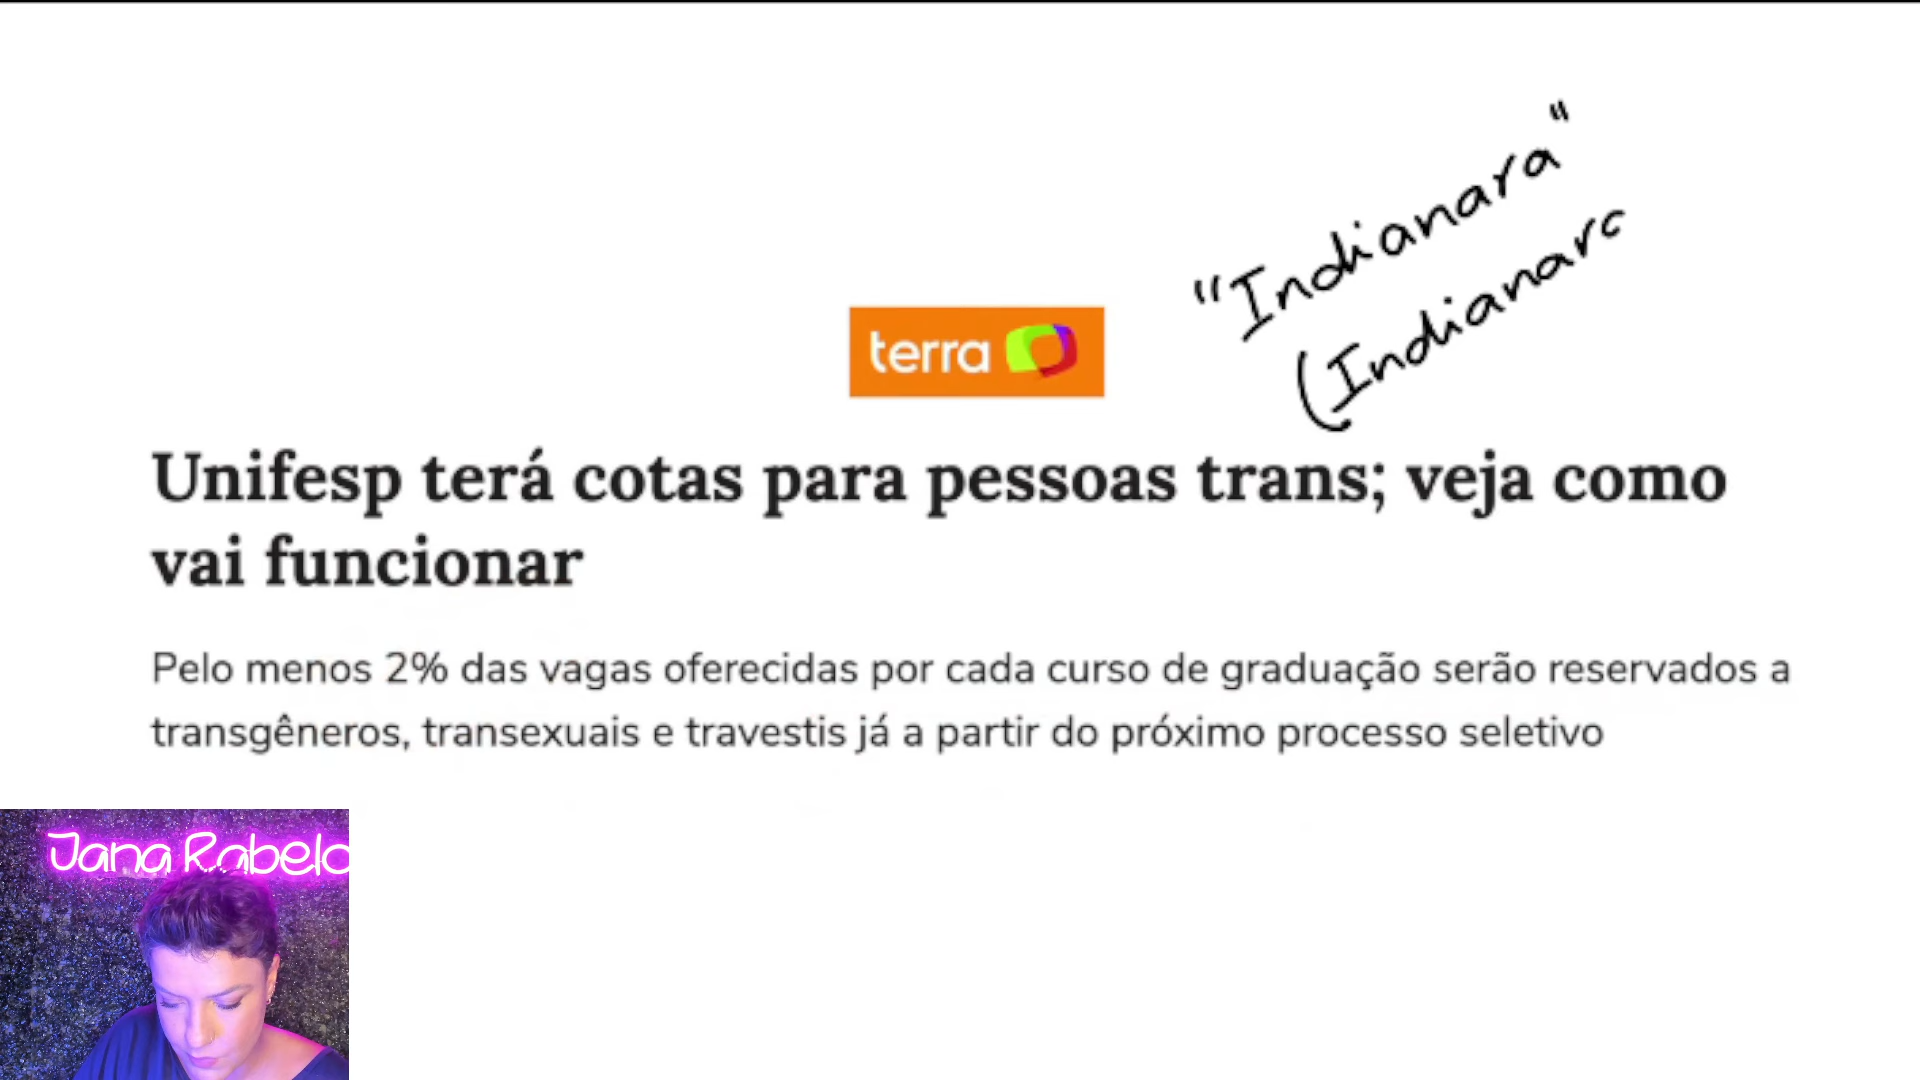 "Indianara"
(Indianara
terra
Unifesp terá cotas para pessoas trans; veja como
vai funcionar
Pelo menos 2% das vagas oferecidas por cada curso de graduação serão reservados a
transgêneros, transexuais e travestis já a partir do próximo processo seletivo
Jana Rabelo